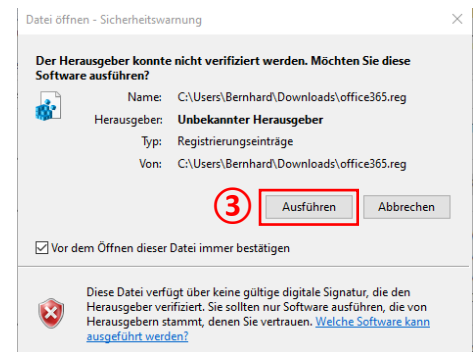 Datei öffnen - Sicherheitswarnung
Der Herausgeber konnte nicht verifiziert werden. Möchten Sie diese
Software ausführen?
Name: C:\Users\Bernhard\Downloads\office365.reg
Herausgeber: Unbekannter Herausgeber
Typ: Registrierungseinträge
Von: C:\Users\Bernhard\Downloads\office365.reg
3 Ausführen Abbrechen
Vor dem Öffnen dieser Datei immer bestätigen
Diese Datei verfügt über keine gültige digitale Signatur, die den
Herausgeber verifiziert. Sie sollten nur Software ausführen, die von
Herausgebern stammt, denen Sie vertrauen. Welche Software kann
ausgeführt werden?